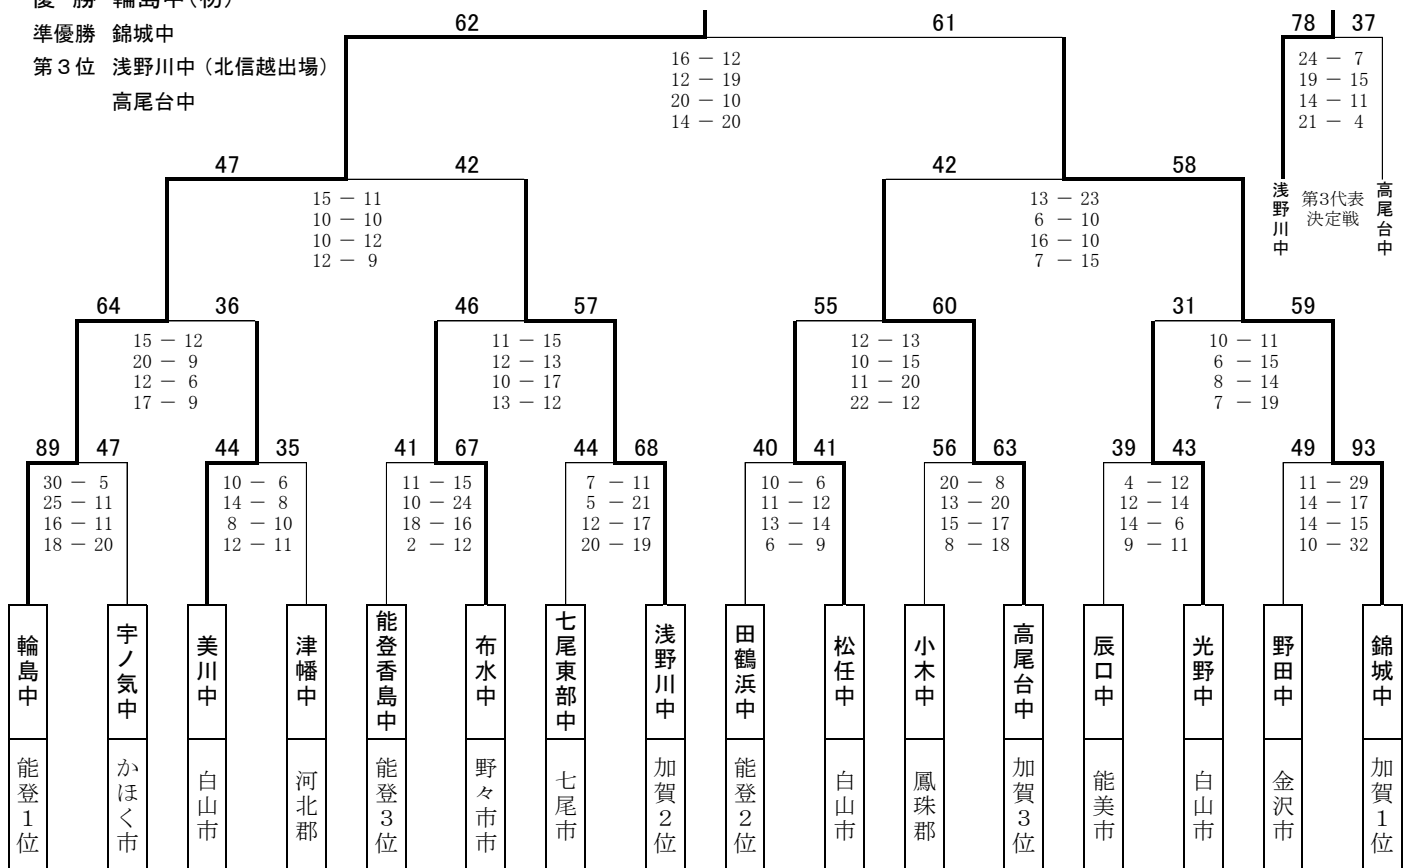 優　勝　輪島中(初)
準優勝　錦城中
第３位　浅野川中（北信越出場）
高尾台中
62　61
16 － 12
12 － 19
20 － 10
14 － 20
78　37
24 － 7
19 － 15
14 － 11
21 － 4
浅野川中
第3代表
決定戦
高尾台中
47　42
15 － 11
10 － 10
10 － 12
12 － 9
42　58
13 － 23
6 － 10
16 － 10
7 － 15
64　36
15 － 12
20 － 9
12 － 6
17 － 9
46　57
11 － 15
12 － 13
10 － 17
13 － 12
55　60
12 － 13
10 － 15
11 － 20
22 － 12
31　59
10 － 11
6 － 15
8 － 14
7 － 19
89　47
30 － 5
25 － 11
16 － 11
18 － 20
44　35
10 － 6
14 － 8
8 － 10
12 － 11
41　67
11 － 15
10 － 24
18 － 16
2 － 12
44　68
7 － 11
5 － 21
12 － 17
20 － 19
40　41
10 － 6
11 － 12
13 － 14
6 － 9
56　63
20 － 8
13 － 20
15 － 17
8 － 18
39　43
4 － 12
12 － 14
14 － 6
9 － 11
49　93
11 － 29
14 － 17
14 － 15
10 － 32
輪島中
宇ノ気中
美川中
津幡中
能登香島中
布水中
七尾東部中
浅野川中
田鶴浜中
松任中
小木中
高尾台中
辰口中
光野中
野田中
錦城中
能登１位
かほく市
白山市
河北郡
能登３位
野々市市
七尾市
加賀２位
能登２位
白山市
鳳珠郡
加賀３位
能美市
白山市
金沢市
加賀１位